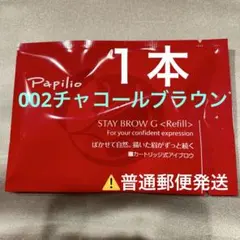 1本
Papilio
002チャコールブラウン
STAY BROW G <Refill>
For your confident expression
ぼかせて自然、描いた眉がずっと続く
■カートリッジ式アイブロウ
⚠️普通郵便発送